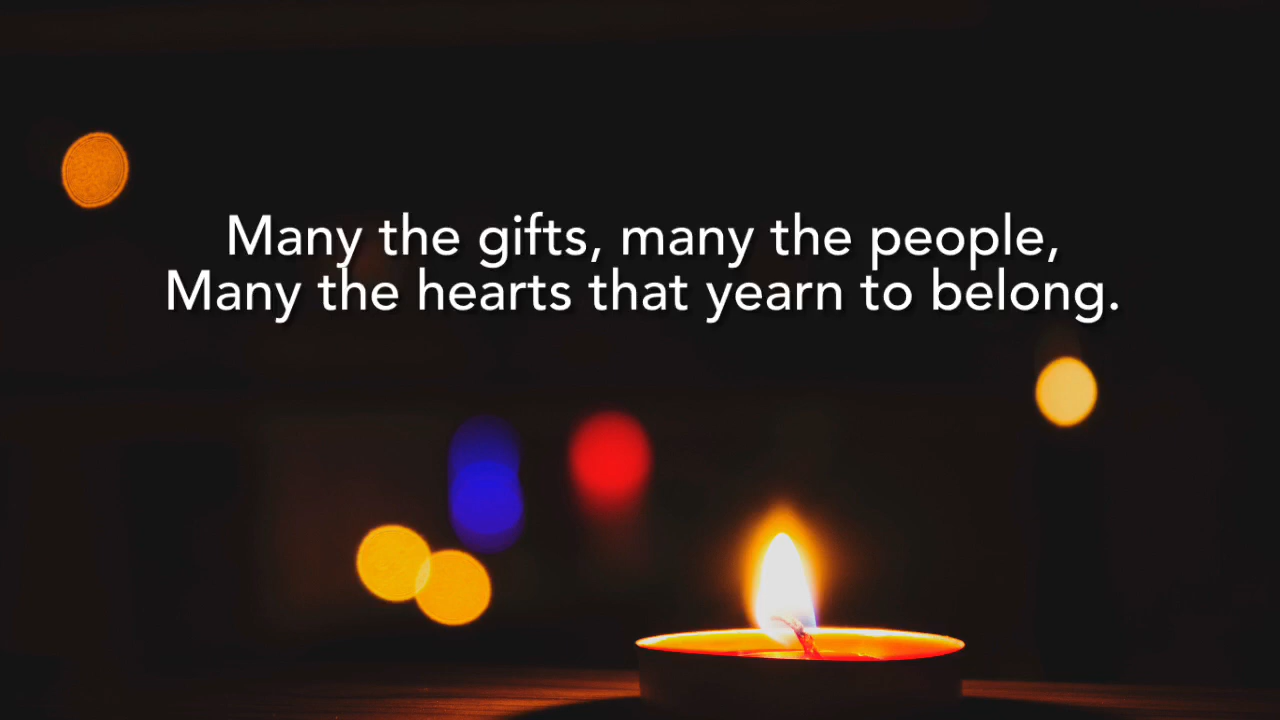 Many the gifts, many the people,
Many the hearts that yearn to belong.